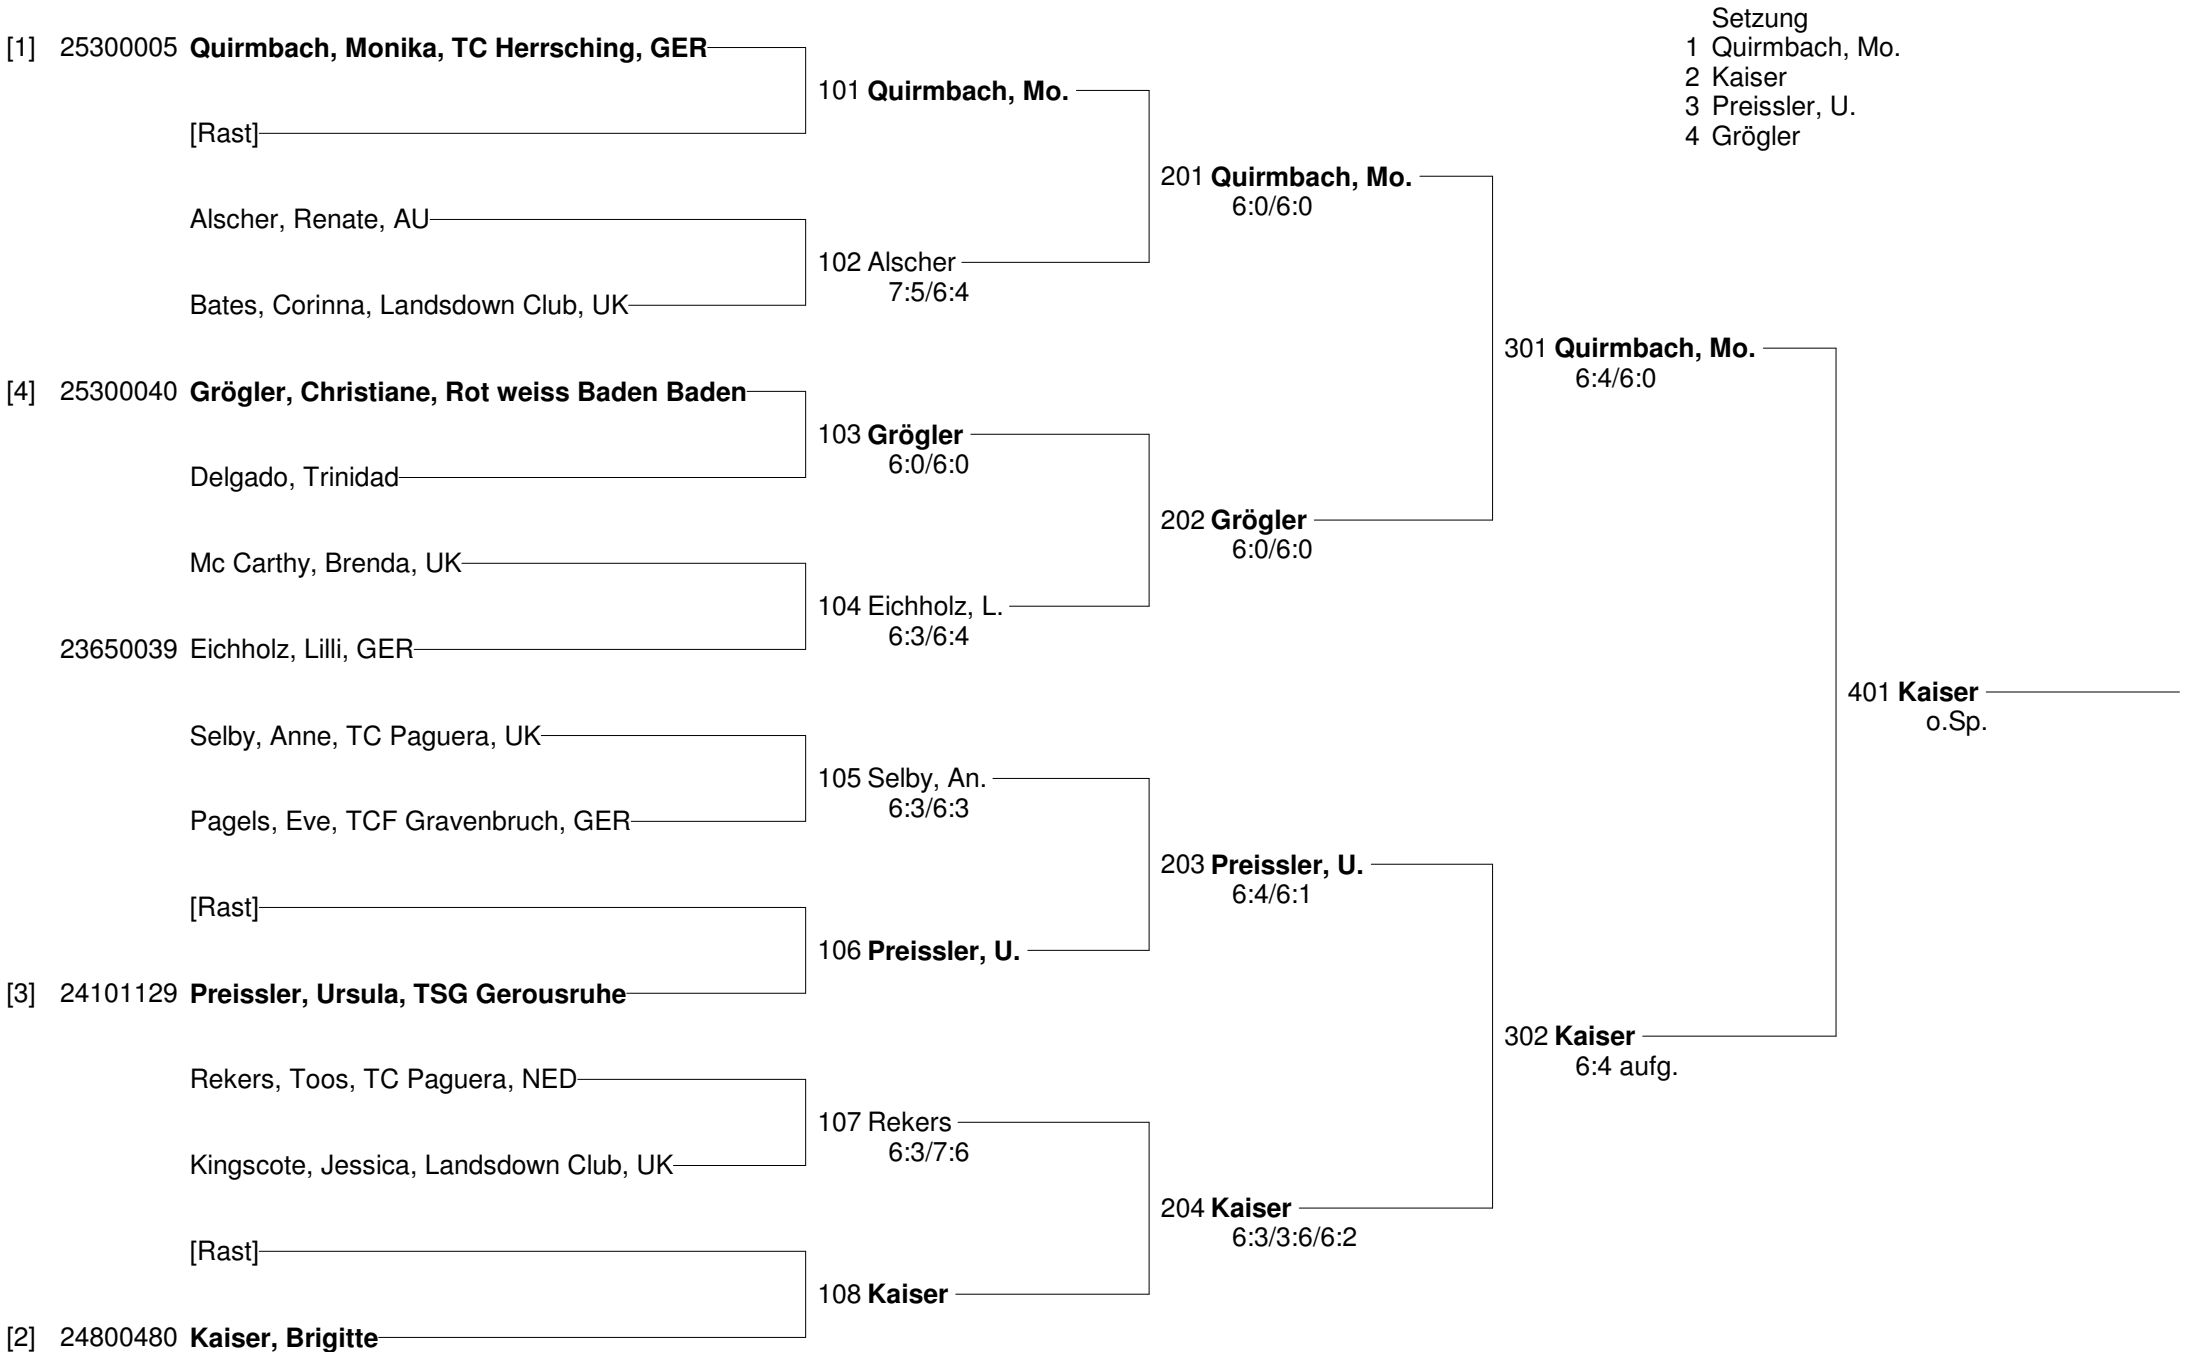 Setzung
1 Quirmbach, Mo.
2 Kaiser
3 Preissler, U.
4 Grögler
[1] 25300005 Quirmbach, Monika, TC Herrsching, GER
[Rast]
Alscher, Renate, AU
Bates, Corinna, Landsdown Club, UK
[4] 25300040 Grögler, Christiane, Rot weiss Baden Baden
Delgado, Trinidad
Mc Carthy, Brenda, UK
23650039 Eichholz, Lilli, GER
Selby, Anne, TC Paguera, UK
Pagels, Eve, TCF Gravenbruch, GER
[Rast]
[3] 24101129 Preissler, Ursula, TSG Gerousruhe
Rekers, Toos, TC Paguera, NED
Kingscote, Jessica, Landsdown Club, UK
[Rast]
[2] 24800480 Kaiser, Brigitte
101 Quirmbach, Mo.
102 Alscher
7:5/6:4
103 Grögler
6:0/6:0
104 Eichholz, L.
6:3/6:4
105 Selby, An.
6:3/6:3
106 Preissler, U.
107 Rekers
6:3/7:6
108 Kaiser
201 Quirmbach, Mo.
6:0/6:0
202 Grögler
6:0/6:0
203 Preissler, U.
6:4/6:1
204 Kaiser
6:3/3:6/6:2
301 Quirmbach, Mo.
6:4/6:0
302 Kaiser
6:4 aufg.
401 Kaiser
o.Sp.